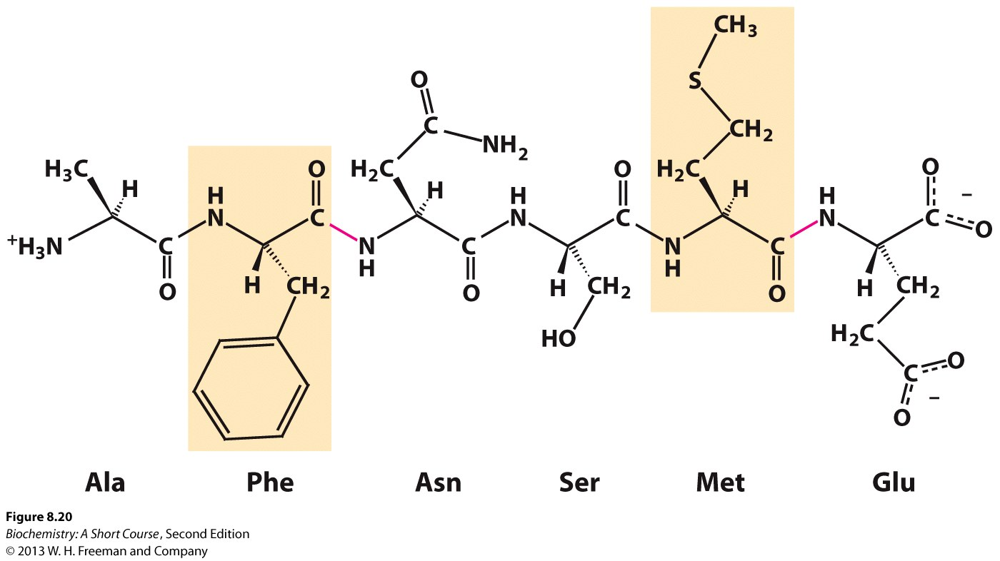 CH3
S
CH2
O
C
NH2
H3C
H
H2C
H
H2C
H
O
O
O
–
H
N
C
H
N
C
N
H
N
C
O
+H3N
C
N
H
C
N
H
C
O
H
CH2
O
H
CH2
O
H
CH2
HO
H2C
C
O
O
–
Ala
Phe
Asn
Ser
Met
Glu
Figure 8.20
Biochemistry: A Short Course, Second Edition
© 2013 W. H. Freeman and Company